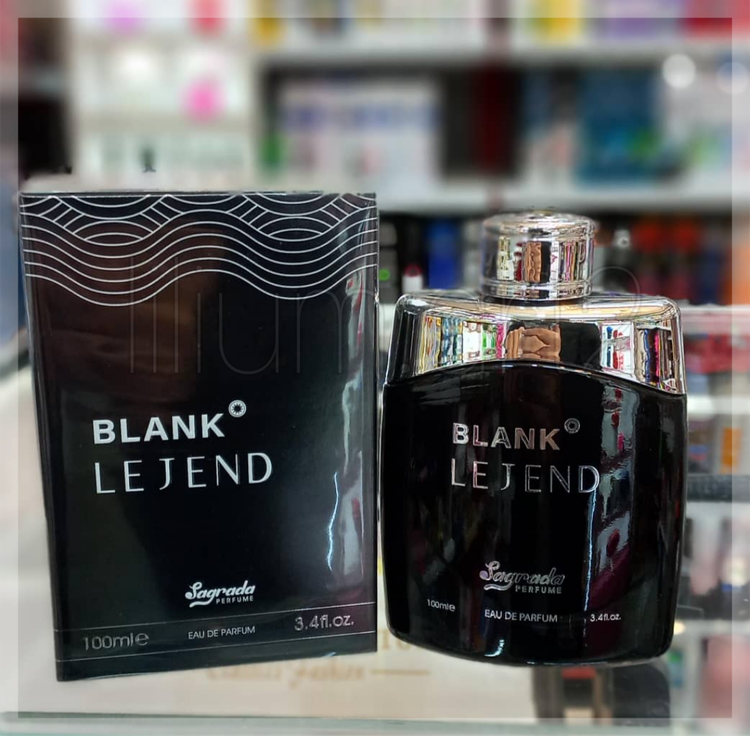 BLANK
LEJEND
Sagrada
PERFUME
100ml℮
EAU DE PARFUM
3.4fl.oz.
BLANK
LEJEND
Sagrada
PERFUME
100ml℮
EAU DE PARFUM
3.4fl.oz.